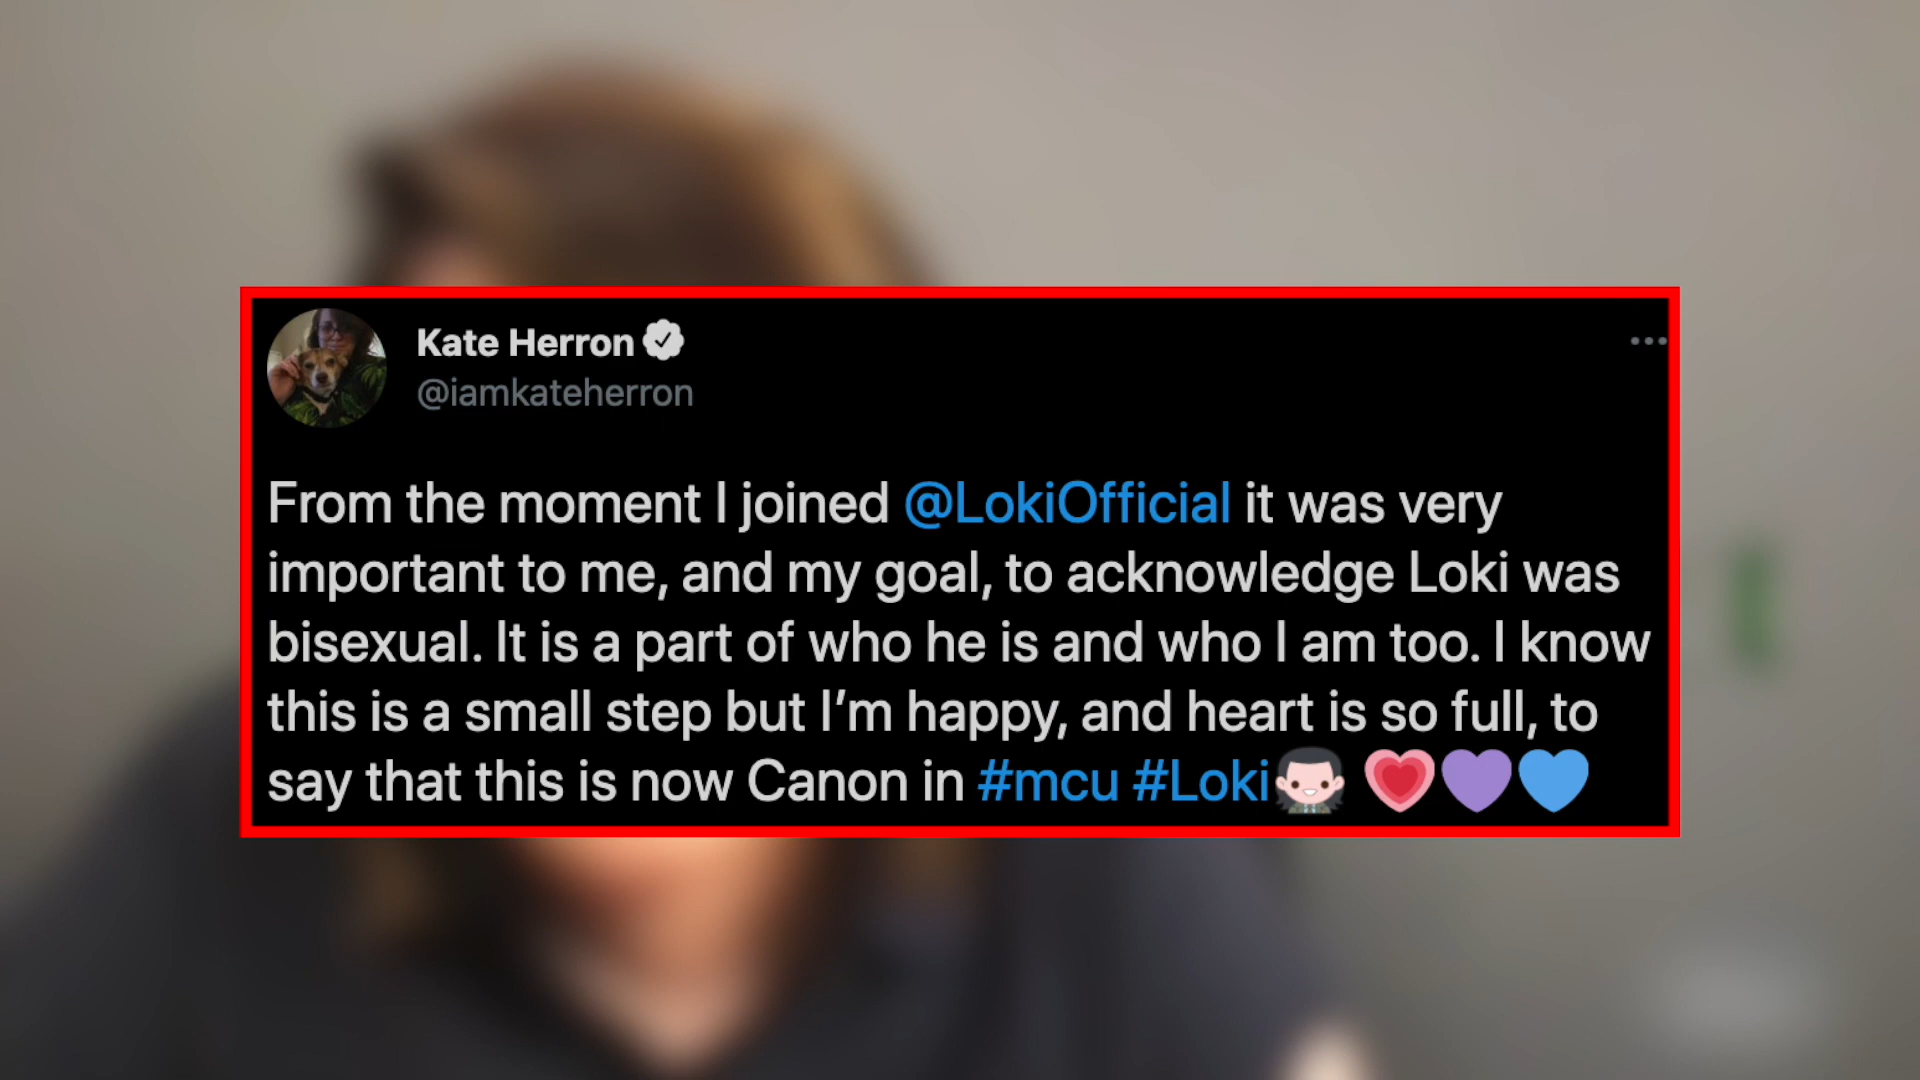 Kate Herron
@iamkateherron
From the moment I joined @LokiOfficial it was very
important to me, and my goal, to acknowledge Loki was
bisexual. It is a part of who he is and who I am too. I know
this is a small step but I’m happy, and heart is so full, to
say that this is now Canon in #mcu #Loki